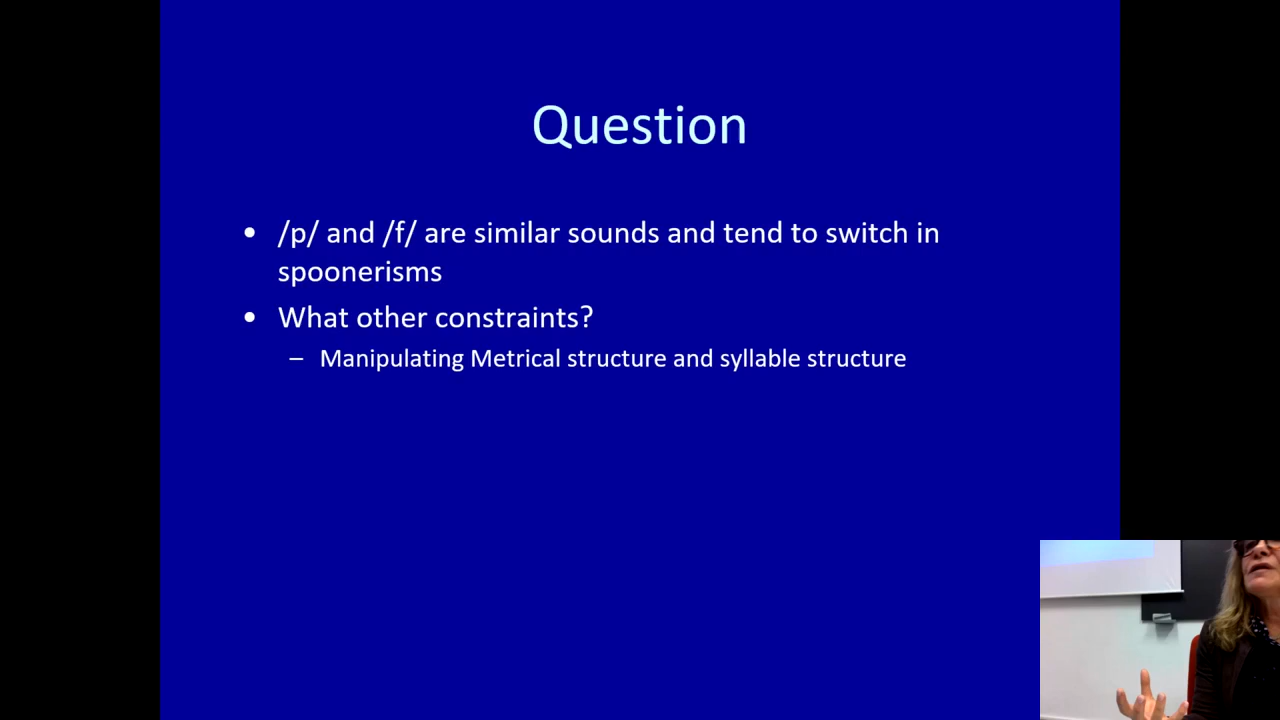 Question
• /p/ and /f/ are similar sounds and tend to switch in
spoonerisms
• What other constraints?
– Manipulating Metrical structure and syllable structure